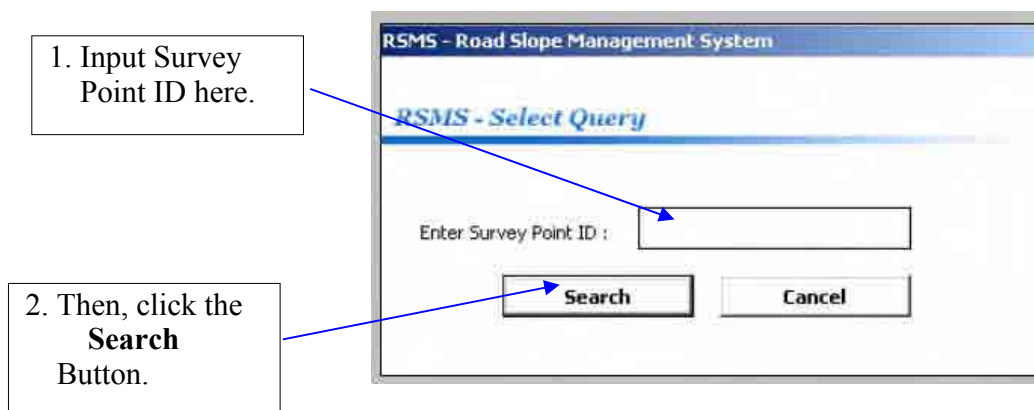 1. Input Survey
Point ID here.
RSMS - Road Slope Management System
RSMS - Select Query
Enter Survey Point ID :
Search
Cancel
2. Then, click the
Search
Button.